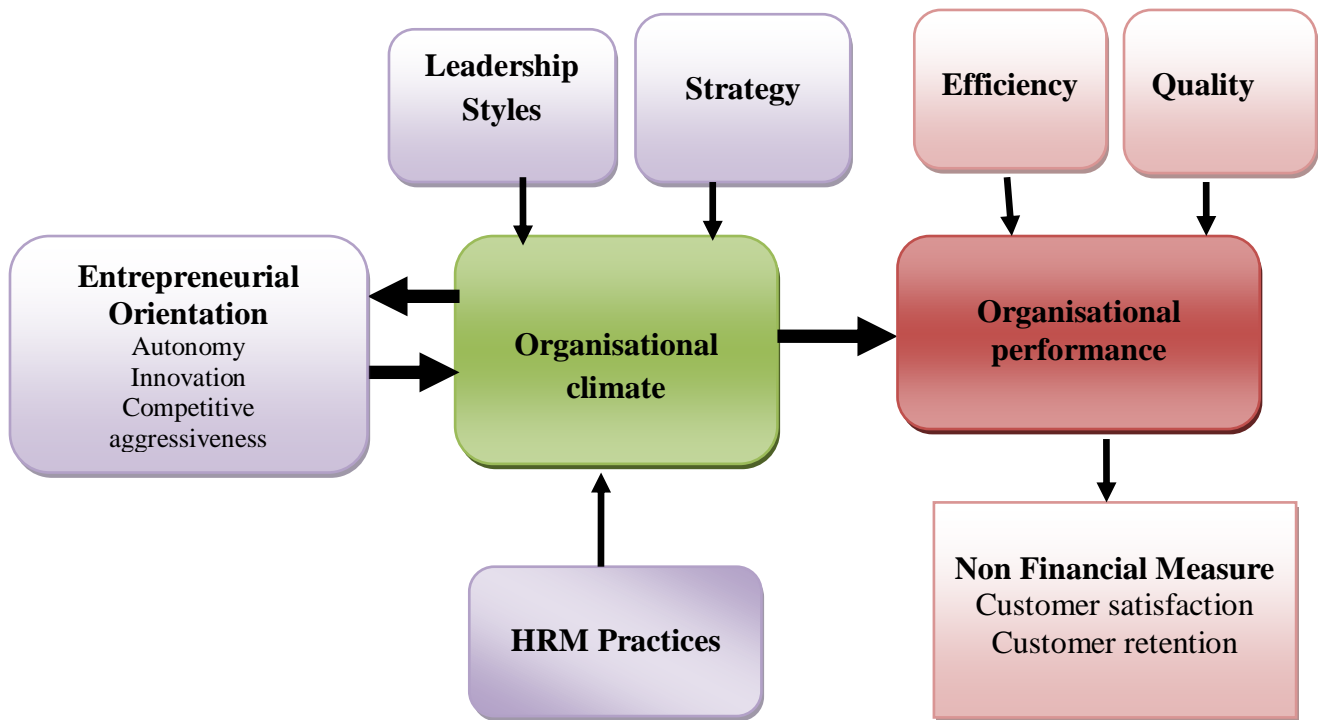 Leadership
Styles
Strategy
Efficiency
Quality
Entrepreneurial
Orientation
Autonomy
Innovation
Competitive
aggressiveness
Organisational
climate
Organisational
performance
HRM Practices
Non Financial Measure
Customer satisfaction
Customer retention